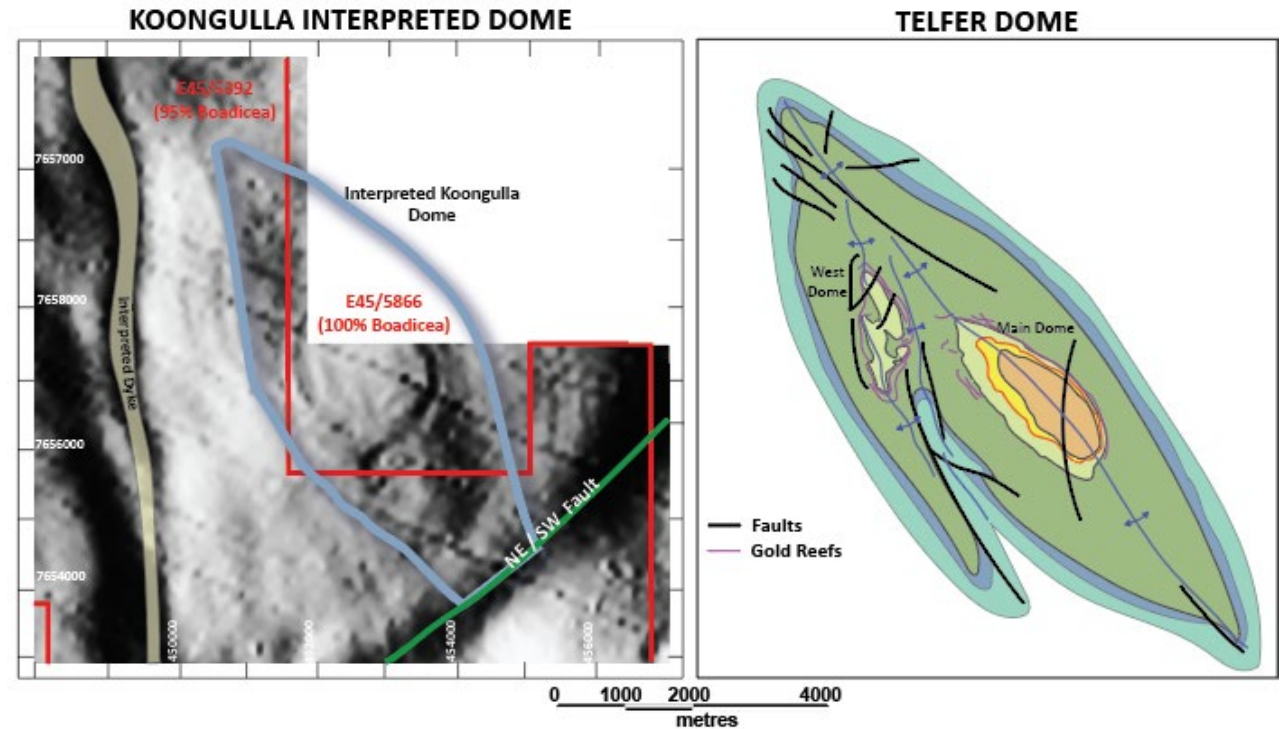 KOONGULLA INTERPRETED DOME
TELFER DOME
E45/5392
(95% Boadicea)
7657000
Interpreted Koongulla
Dome
7658000
E45/5866
(100% Boadicea)
Interpreted Dyke
7656000
NE / SW Fault
7654000
450000
452000
454000
456000
West
Dome
Main Dome
Faults
Gold Reefs
0 1000 2000 4000
metres